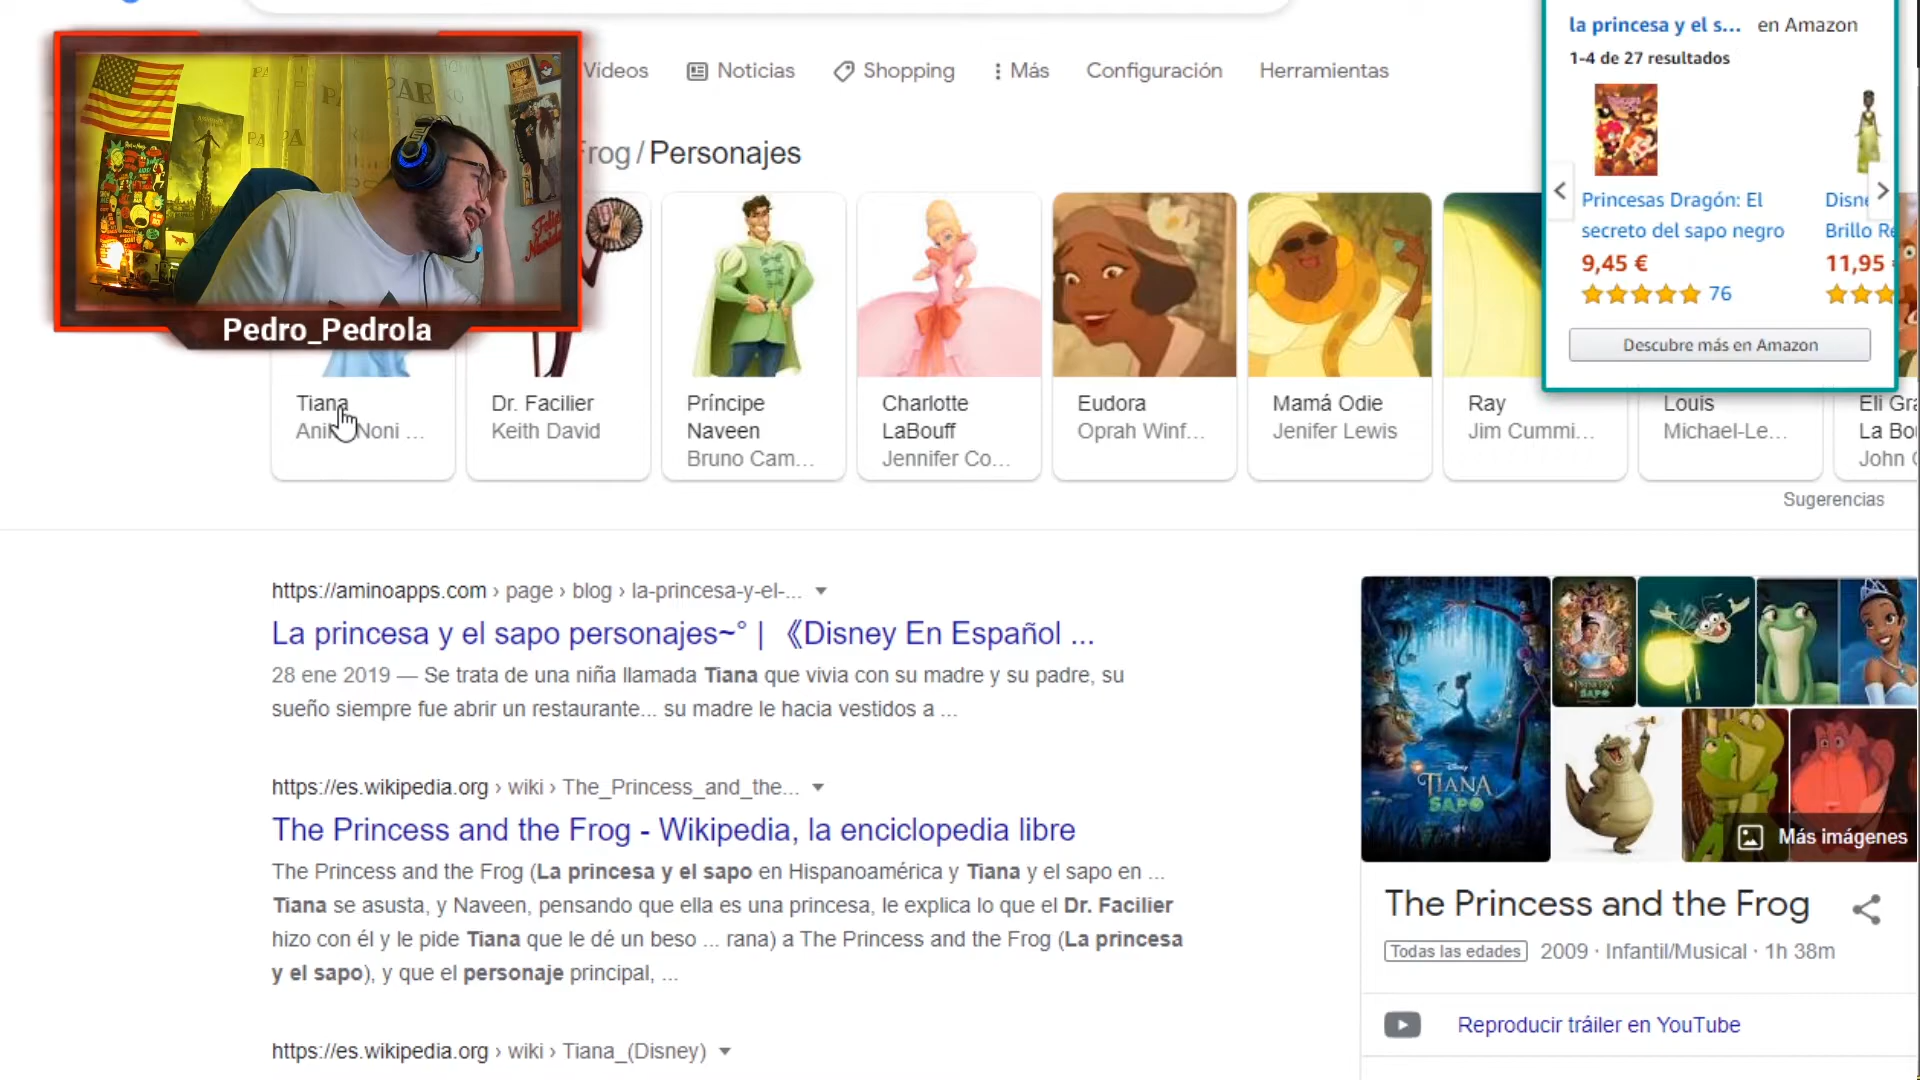 la princesa y el s... en Amazon
1-4 de 27 resultados
Vídeos Noticias Shopping Más Configuración Herramientas
Frog / Personajes
Princesas Dragón: El
secreto del sapo negro
9,45 €
76
Disne
Brillo Re
11,95
Descubre más en Amazon
Pedro_Pedrola
Tiana
Noni ...
Dr. Facilier
Keith David
Príncipe
Naveen
Bruno Cam...
Charlotte
LaBouff
Jennifer Co...
Eudora
Oprah Winf...
Mamá Odie
Jenifer Lewis
Ray
Jim Cummi...
Louis
Michael-Le...
Eli Gra
La Bo
John
Sugerencias
https://aminoapps.com › page › blog › la-princesa-y-el-...
La princesa y el sapo personajes~° | 《Disney En Español ...
28 ene 2019 — Se trata de una niña llamada Tiana que vivia con su madre y su padre, su
sueño siempre fue abrir un restaurante... su madre le hacia vestidos a ...
https://es.wikipedia.org › wiki › The_Princess_and_the...
The Princess and the Frog - Wikipedia, la enciclopedia libre
The Princess and the Frog (La princesa y el sapo en Hispanoamérica y Tiana y el sapo en ...
Tiana se asusta, y Naveen, pensando que ella es una princesa, le explica lo que el Dr. Facilier
hizo con él y le pide Tiana que le dé un beso ... rana) a The Princess and the Frog (La princesa
y el sapo), y que el personaje principal, ...
https://es.wikipedia.org › wiki › Tiana_(Disney)
Disney
TIANA
SAPO
Más imágenes
The Princess and the Frog
Todas las edades 2009 · Infantil/Musical · 1h 38m
Reproducir tráiler en YouTube